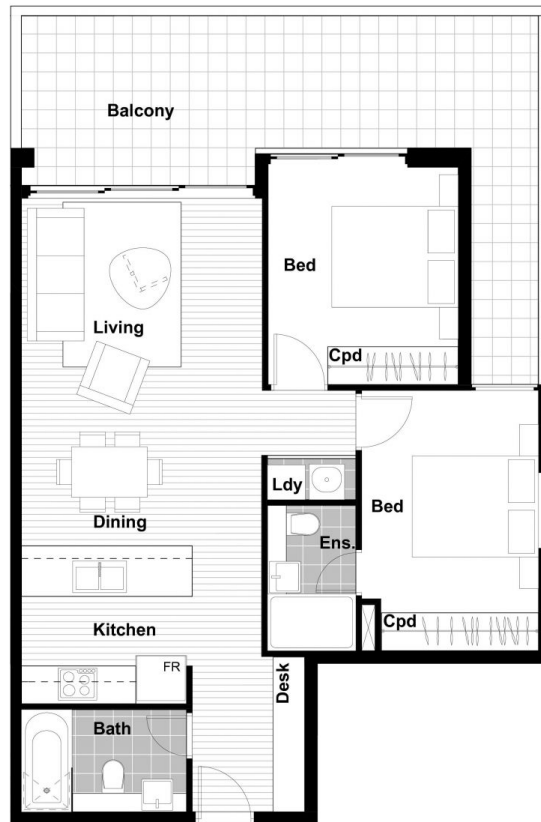 Balcony
Bed
Living
Cpd
Ldy
Bed
Dining
Ens.
Kitchen
Cpd
FR
Desk
Bath